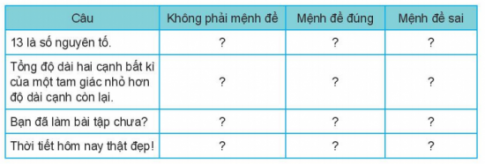 Câu Không phải mệnh đề Mệnh đề đúng Mệnh đề sai
13 là số nguyên tố. ? ? ?
Tổng độ dài hai cạnh bất kì
của một tam giác nhỏ hơn ? ? ?
độ dài cạnh còn lại.
Bạn đã làm bài tập chưa? ? ? ?
Thời tiết hôm nay thật đẹp! ? ? ?